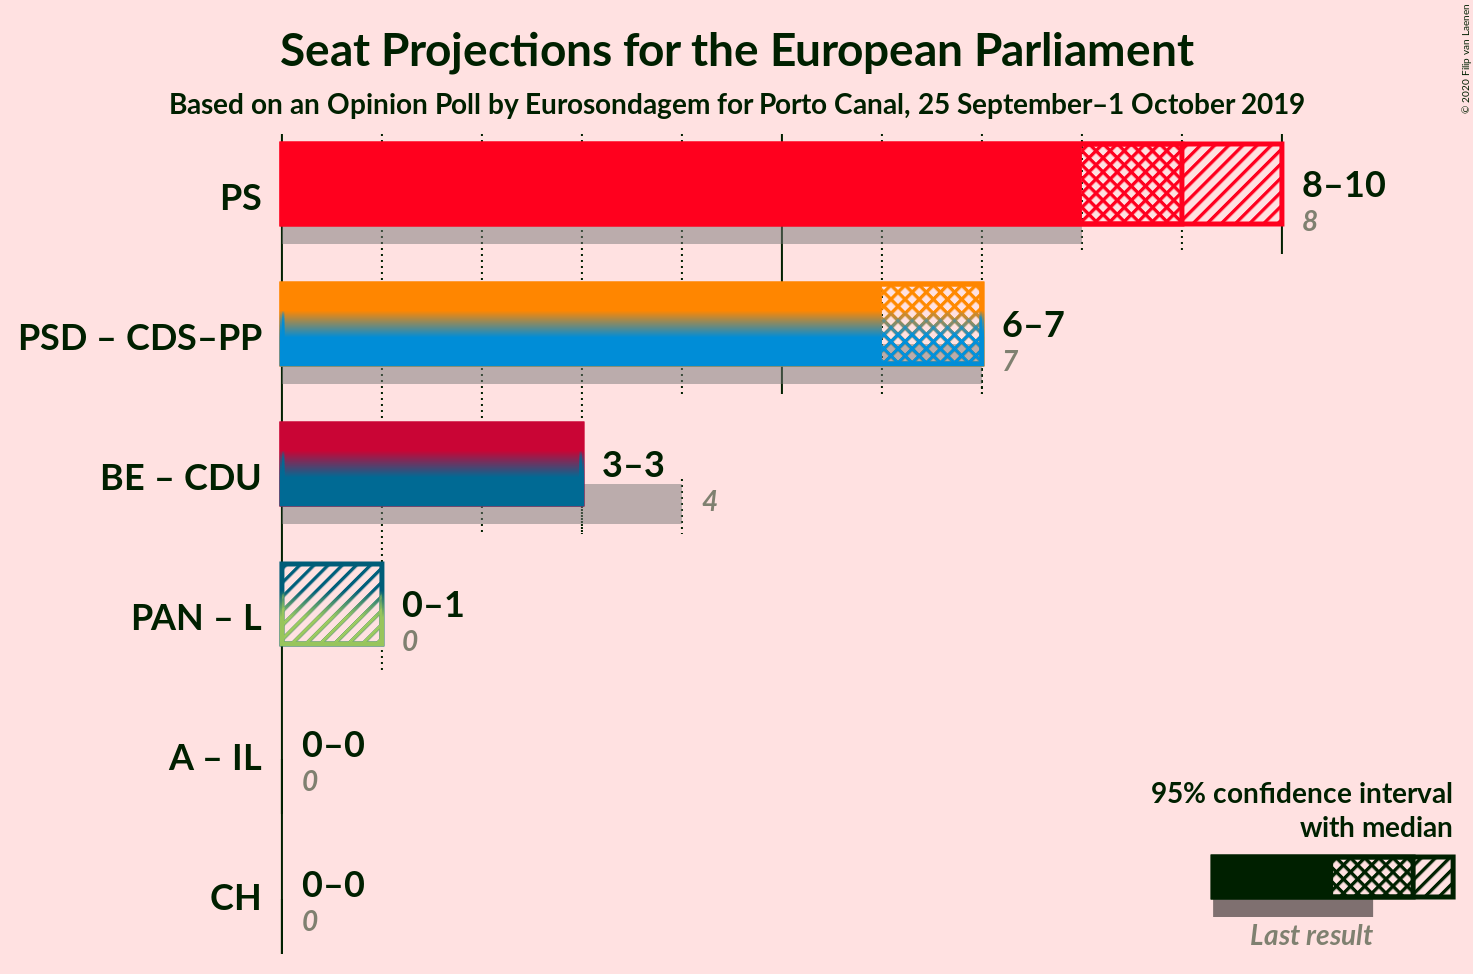 Seat Projections for the European Parliament
Based on an Opinion Poll by Eurosondagem for Porto Canal, 25 September–1 October 2019
© 2020 Filip van Laenen
PS
8–10
8
PSD – CDS–PP
6–7
7
BE – CDU
3–3
4
PAN – L
0–1
0
A – IL
0–0
0
CH
0–0
0
95% confidence interval
with median
Last result